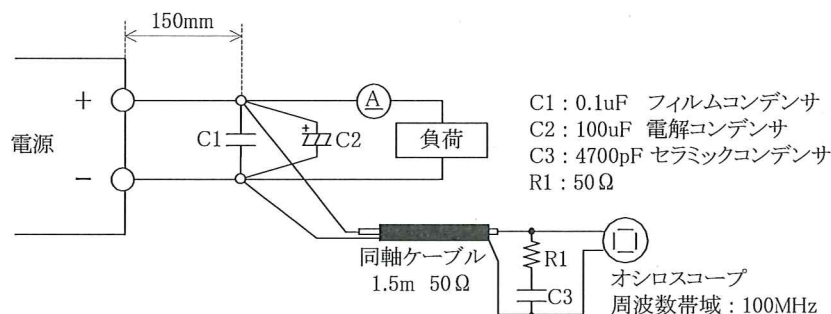 150mm
+
電源
−
C1
+
C2
A
負荷
C1：0.1uF フィルムコンデンサ
C2：100uF 電解コンデンサ
C3：4700pF セラミックコンデンサ
R1：50Ω
同軸ケーブル
1.5m 50Ω
R1
C3
オシロスコープ
周波数帯域：100MHz